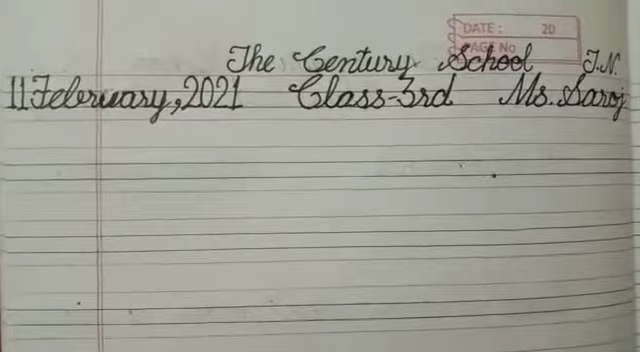 DATE: 20
PAGE No
The Century School J.N.
11 February, 2021 Class-3rd Ms. Saroj